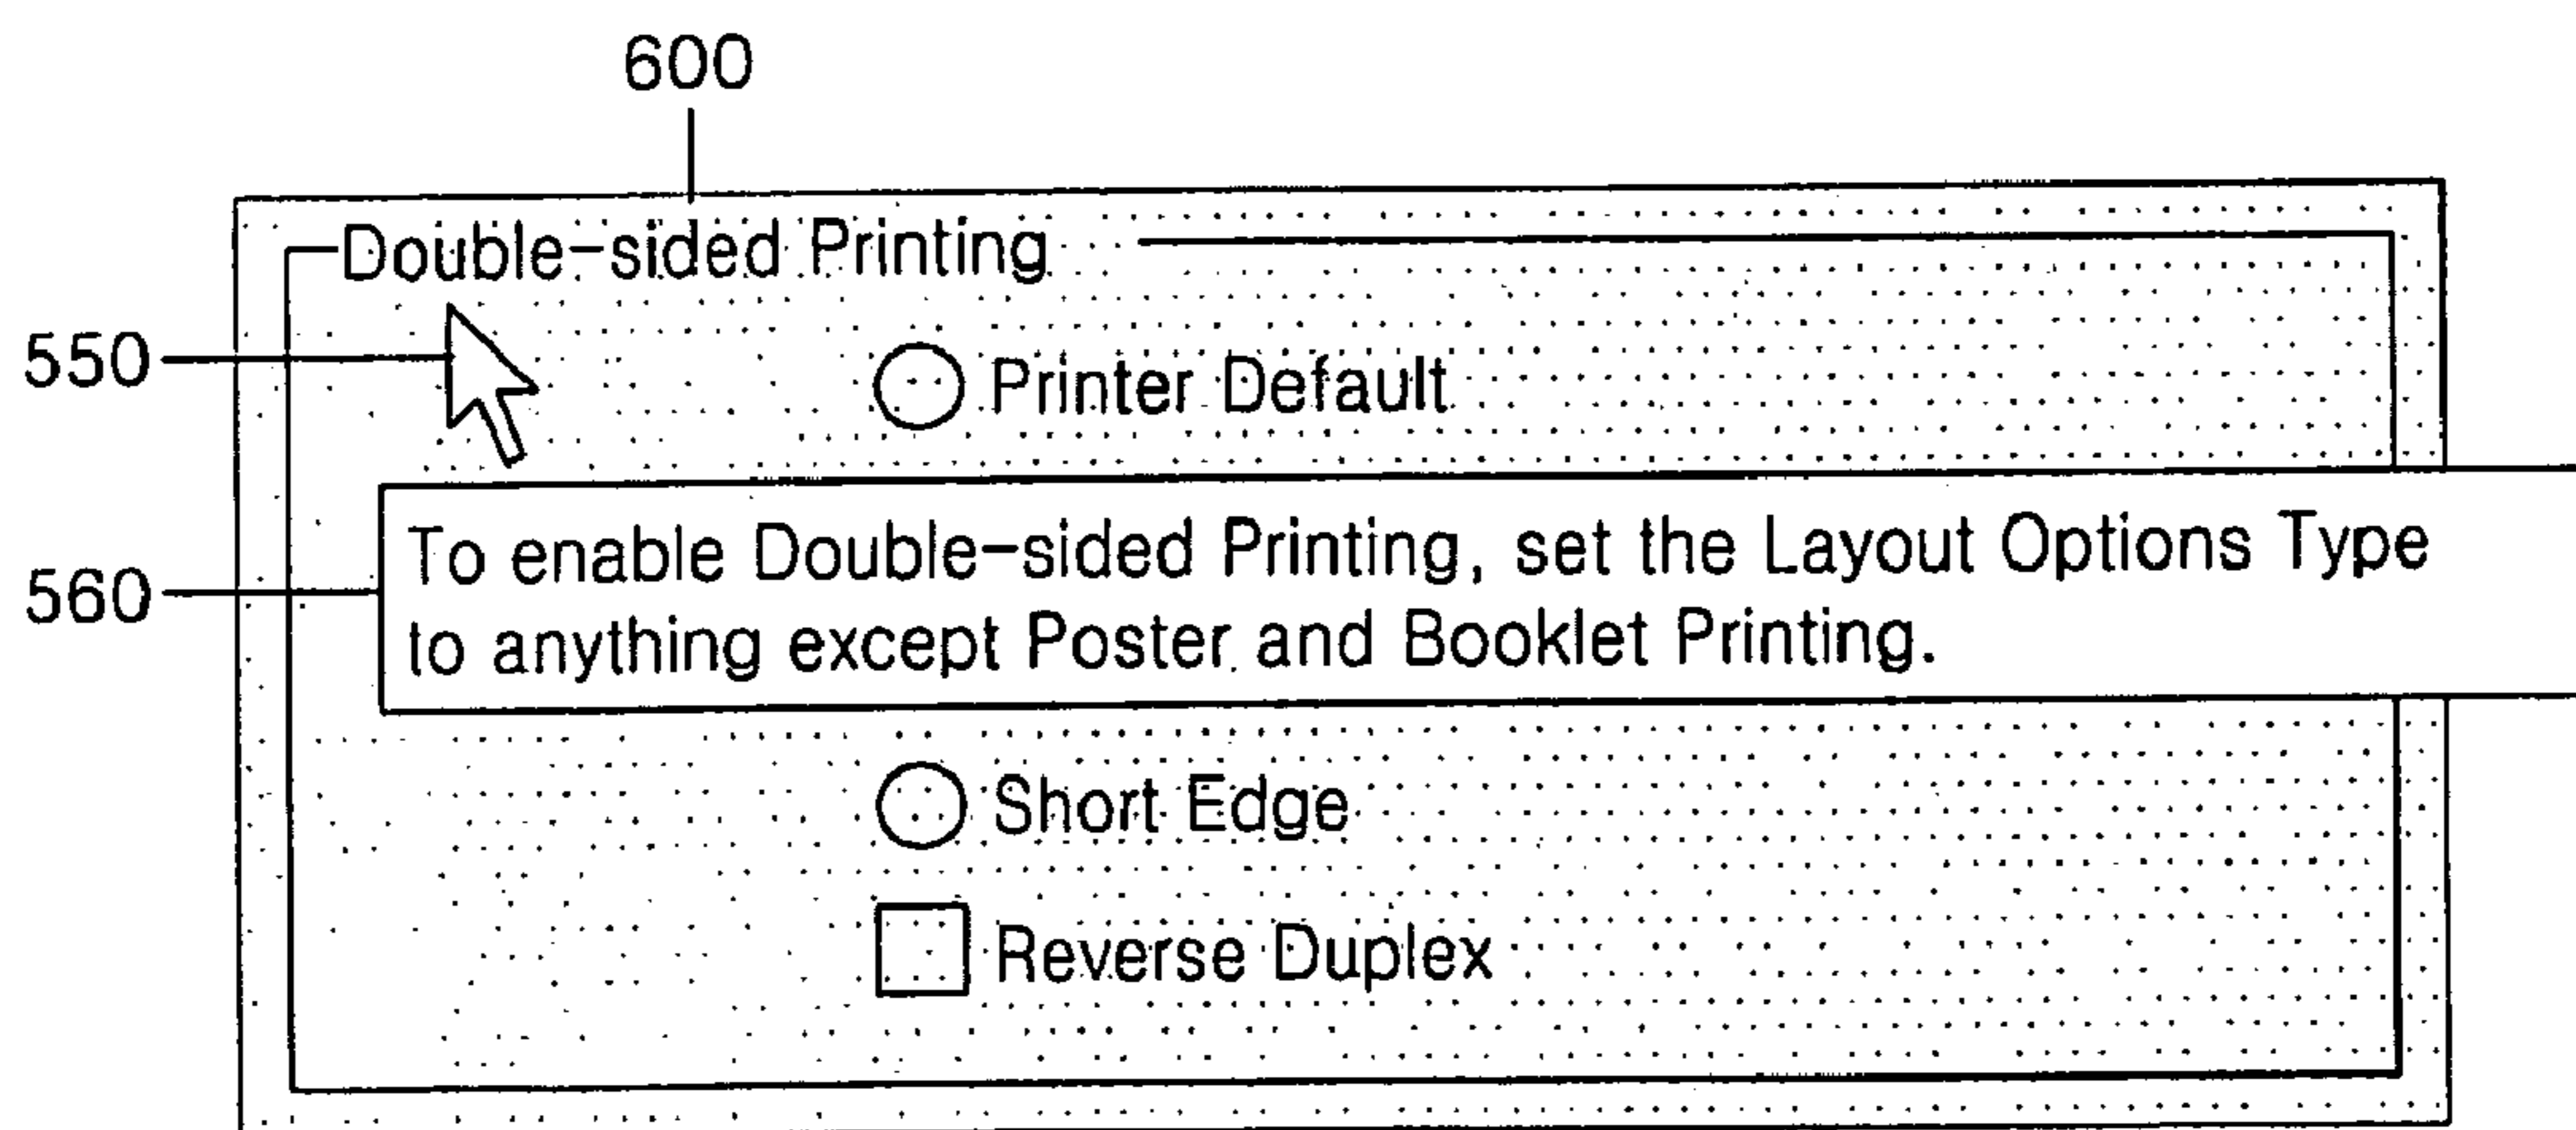 600
Double-sided Printing
550
Printer Default
To enable Double-sided Printing, set the Layout Options Type
560
to anything except Poster and Booklet Printing.
Short Edge
Reverse Duplex